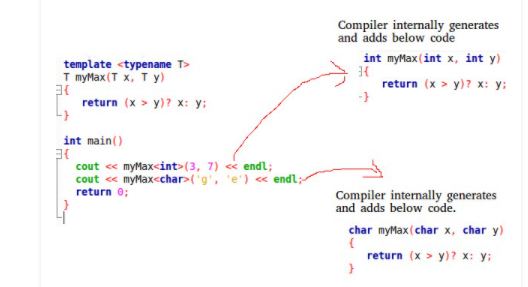 template <typename T>
T myMax(T x, T y)
{
return (x > y)? x: y;
}
int main()
{
cout << myMax<int>(3, 7) << endl;
cout << myMax<char>('g', 'e') << endl;
return 0;
}
Compiler internally generates
and adds below code
int myMax(int x, int y)
{
return (x > y)? x: y;
}
Compiler internally generates
and adds below code.
char myMax(char x, char y)
{
return (x > y)? x: y;
}